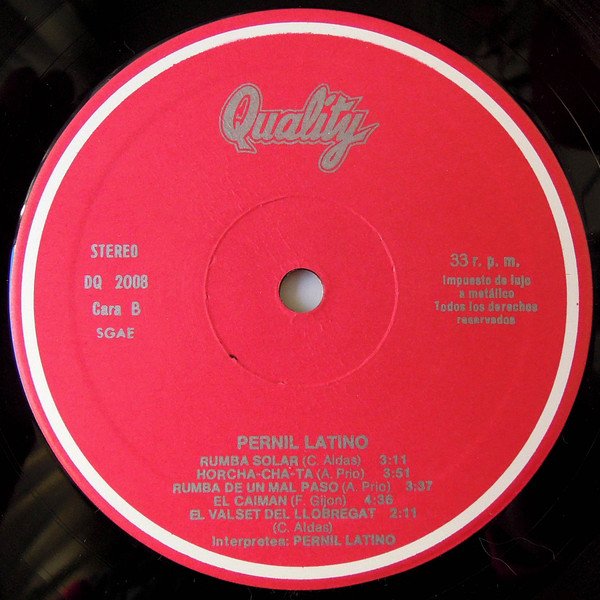 Quality
STEREO
DQ 2008
Cara B
SGAE
33 r. p. m.
Impuesto de lujo
a metálico
Todos los derechos
reservados
PERNIL LATINO
RUMBA SOLAR (C. Aldas) 3:11
HORCHA-CHA-TA (A. Prio) 3:51
RUMBA DE UN MAL PASO (A. Prio) 3:37
EL CAIMAN (F. Gijon) 4:36
EL VALSET DEL LLOBREGAT 2:11
(C. Aldas)
Interpretes: PERNIL LATINO